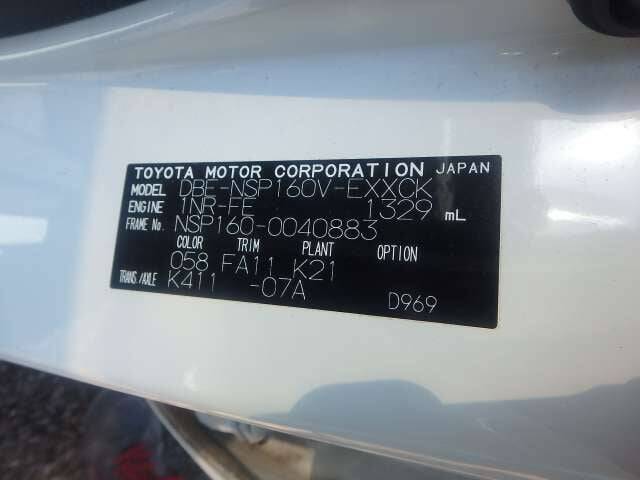 TOYOTA MOTOR CORPORATION JAPAN
MODEL DBE-NSP160V-EXXCK
ENGINE 1NR-FE 1329 mL
FRAME No. NSP160-0040883
COLOR TRIM PLANT OPTION
058 FA11 K21
TRANS./AXLE K411 -07A
D969